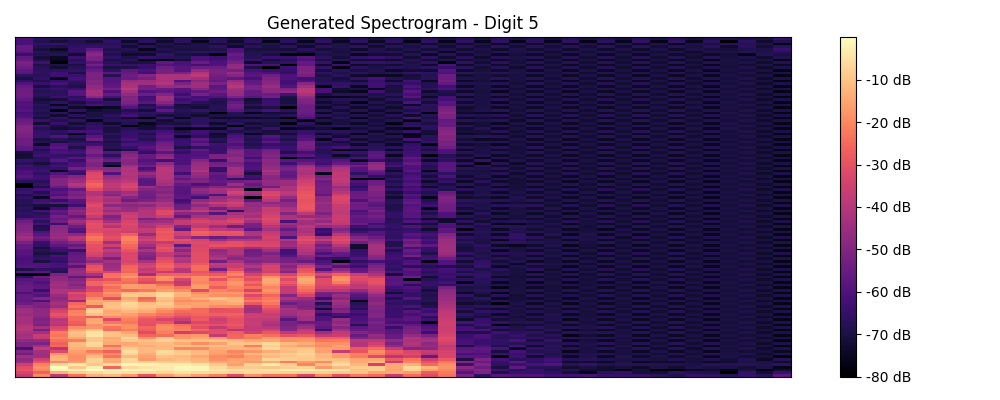 Generated Spectrogram - Digit 5
-10 dB
-20 dB
-30 dB
-40 dB
-50 dB
-60 dB
-70 dB
-80 dB